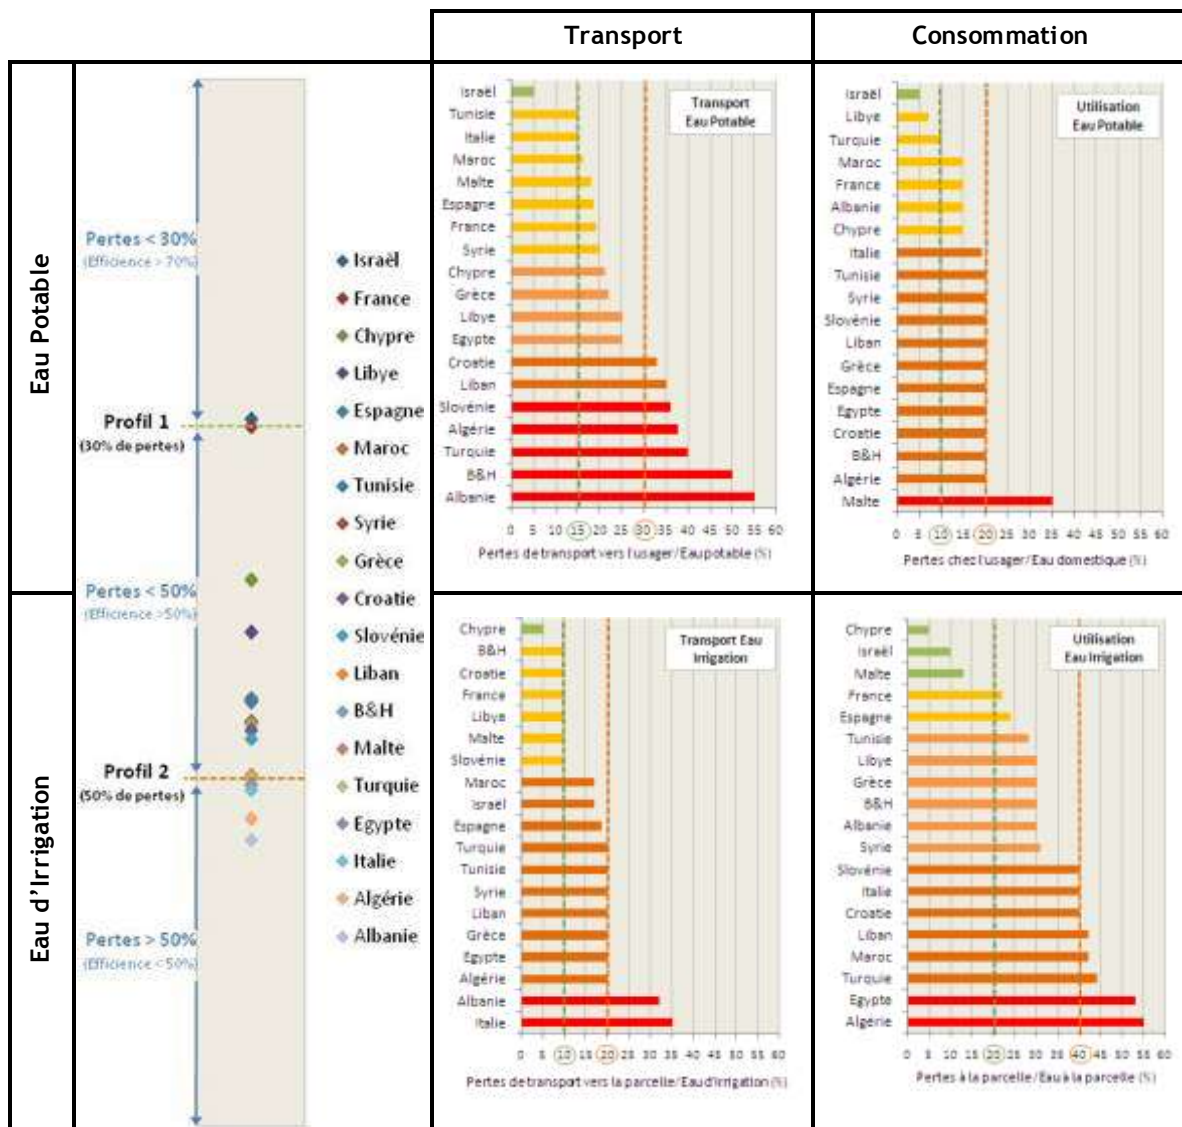 Transport
Consommation
Eau Potable
Eau d'Irrigation
Pertes < 30%
(Efficience > 70%)
Profil 1
(30% de pertes)
Pertes < 50%
(Efficience >50%)
Profil 2
(50% de pertes)
Pertes > 50%
(Efficience <50%)
Israël
France
Chypre
Libye
Espagne
Maroc
Tunisie
Syrie
Grèce
Croatie
Slovénie
Liban
B&H
Malte
Turquie
Egypte
Italie
Algérie
Albanie
Transport
Eau Potable
Israël
Tunisie
Italie
Maroc
Malte
Espagne
France
Syrie
Chypre
Grèce
Libye
Egypte
Croatie
Liban
Slovénie
Algérie
Turquie
B&H
Albanie
0 5 10 15 20 25 30 35 40 45 50 55 60
Pertes de transport vers l'usager/Eau potable (%)
Utilisation
Eau Potable
Israël
Libye
Turquie
Maroc
France
Albanie
Chypre
Italie
Tunisie
Syrie
Slovénie
Liban
Grèce
Espagne
Egypte
Croatie
B&H
Algérie
Malte
0 5 10 15 20 25 30 35 40 45 50 55 60
Pertes chez l'usager/Eau domestique (%)
Transport Eau
Irrigation
Chypre
B&H
Croatie
France
Libye
Malte
Slovénie
Maroc
Israël
Espagne
Turquie
Tunisie
Syrie
Liban
Grèce
Egypte
Algérie
Albanie
Italie
0 5 10 15 20 25 30 35 40 45 50 55 60
Pertes de transport vers la parcelle/Eau d'irrigation (%)
Utilisation
Eau Irrigation
Chypre
Israël
Malte
France
Espagne
Tunisie
Libye
Grèce
B&H
Albanie
Syrie
Slovénie
Italie
Croatie
Liban
Maroc
Turquie
Egypte
Algérie
0 5 10 15 20 25 30 35 40 45 50 55 60
Pertes à la parcelle/Eau à la parcelle (%)